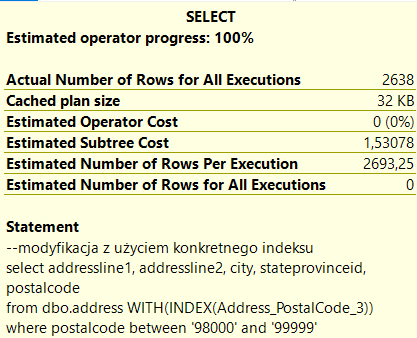 SELECT
Estimated operator progress: 100%
Actual Number of Rows for All Executions 2638
Cached plan size 32 KB
Estimated Operator Cost 0 (0%)
Estimated Subtree Cost 1,53078
Estimated Number of Rows Per Execution 2693,25
Estimated Number of Rows for All Executions 0
Statement
--modyfikacja z użyciem konkretnego indeksu
select addressline1, addressline2, city, stateprovinceid,
postalcode
from dbo.address WITH(INDEX(Address_PostalCode_3))
where postalcode between '98000' and '99999'